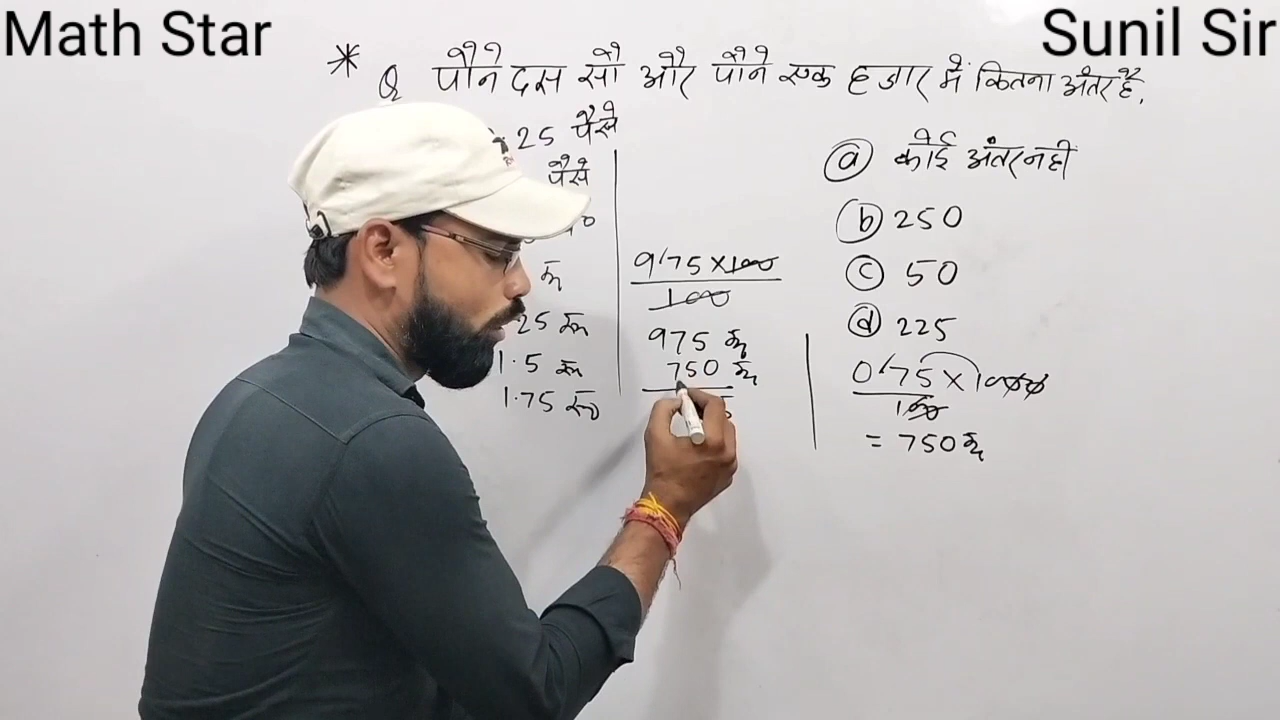 Math Star
Sunil Sir
* Q पौने दस सौ और पौने एक हजार में कितना अंतर है.
25 पैसे
पैसे
रू
25 रू
1.5 रू
1.75 रू
9.75 × 100
100
975 रू
750 रू
ⓐ कोई अंतर नही
ⓑ 250
ⓒ 50
ⓓ 225
0.75 × 1000
100
= 750 रू